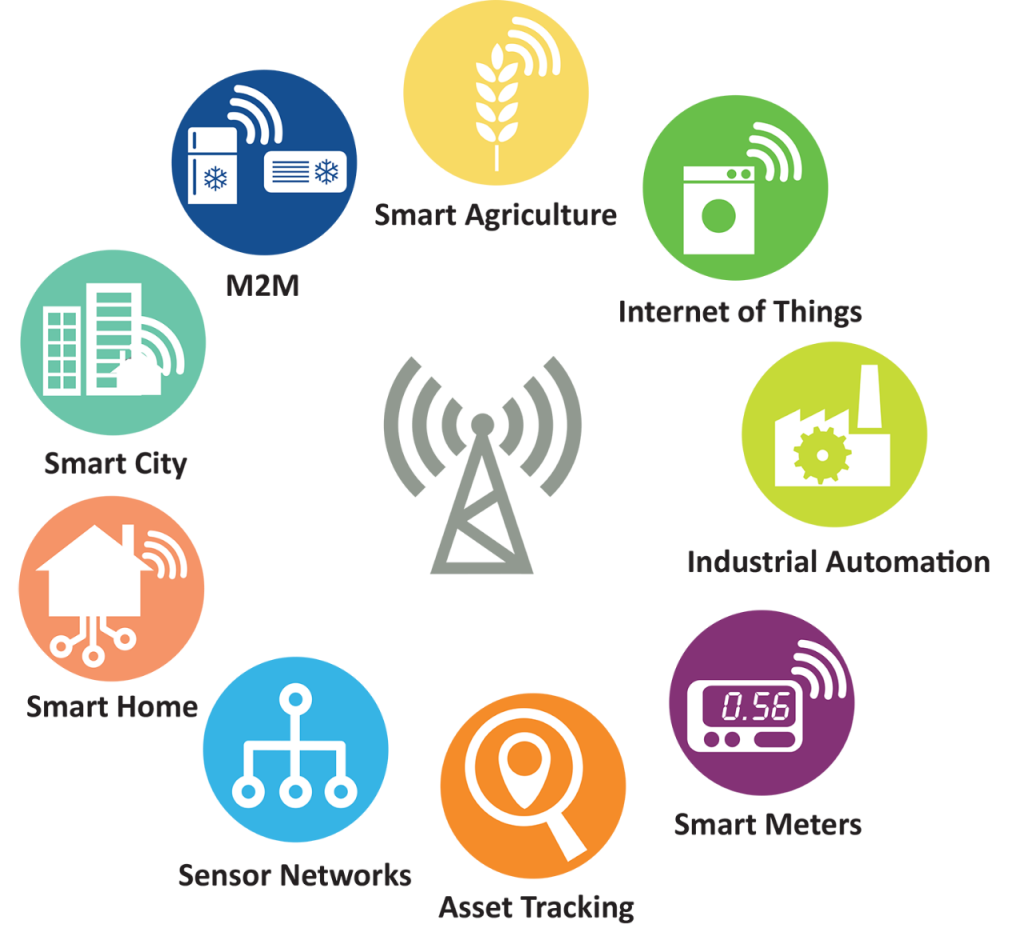 Smart Agriculture
M2M
Internet of Things
Smart City
Industrial Automation
Smart Home
0.56
Smart Meters
Sensor Networks
Asset Tracking